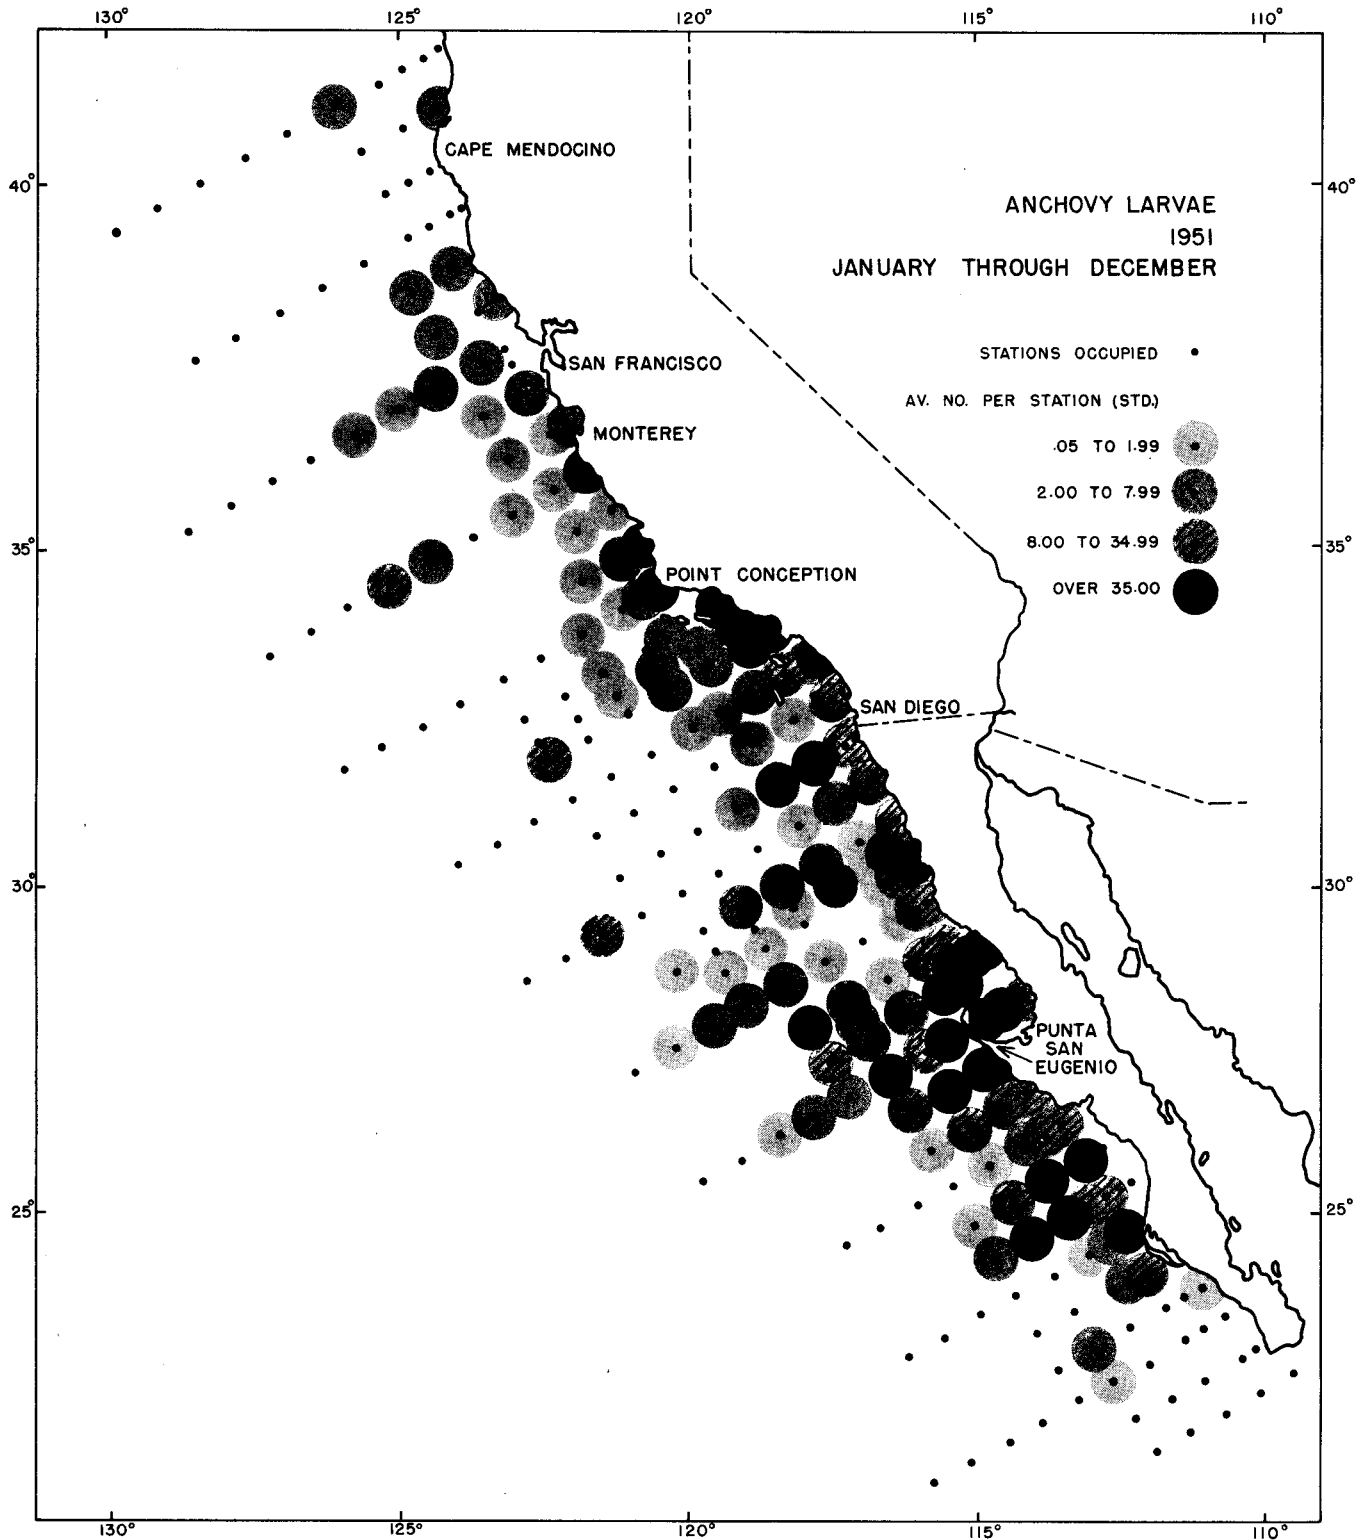 130° 125° 120° 115° 110°
CAPE MENDOCINO
40° 40°
ANCHOVY LARVAE
1951
JANUARY THROUGH DECEMBER
STATIONS OCCUPIED
SAN FRANCISCO
AV. NO. PER STATION (STD.)
MONTEREY
.05 TO 1.99
2.00 TO 7.99
8.00 TO 34.99
35° 35°
POINT CONCEPTION
OVER 35.00
SAN DIEGO
30° 30°
PUNTA
SAN
EUGENIO
25° 25°
130° 125° 120° 115° 110°